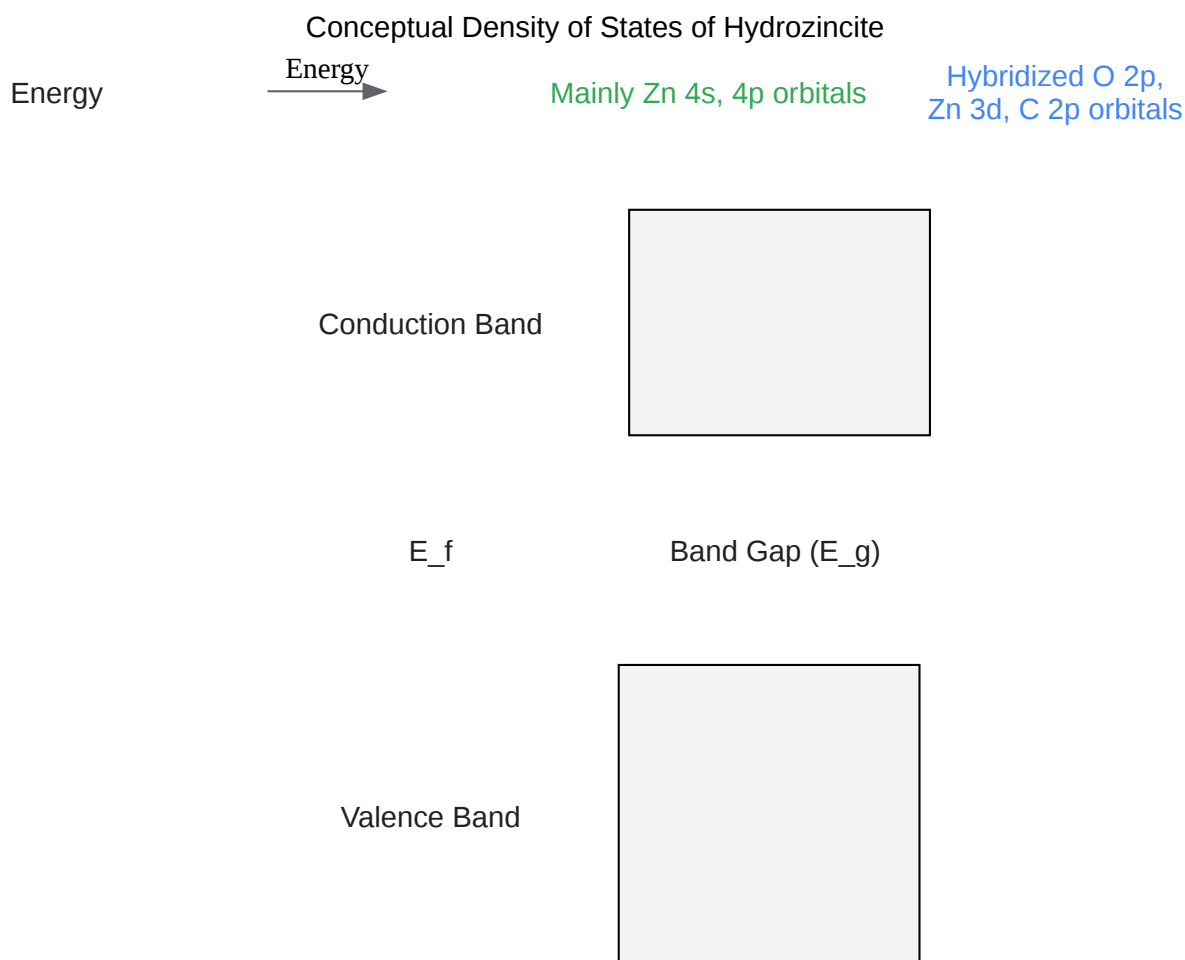 Conceptual Density of States of Hydrozincite
Energy
Energy
Mainly Zn 4s, 4p orbitals
Hybridized O 2p,
Zn 3d, C 2p orbitals
Conduction Band
E_f
Band Gap (E_g)
Valence Band